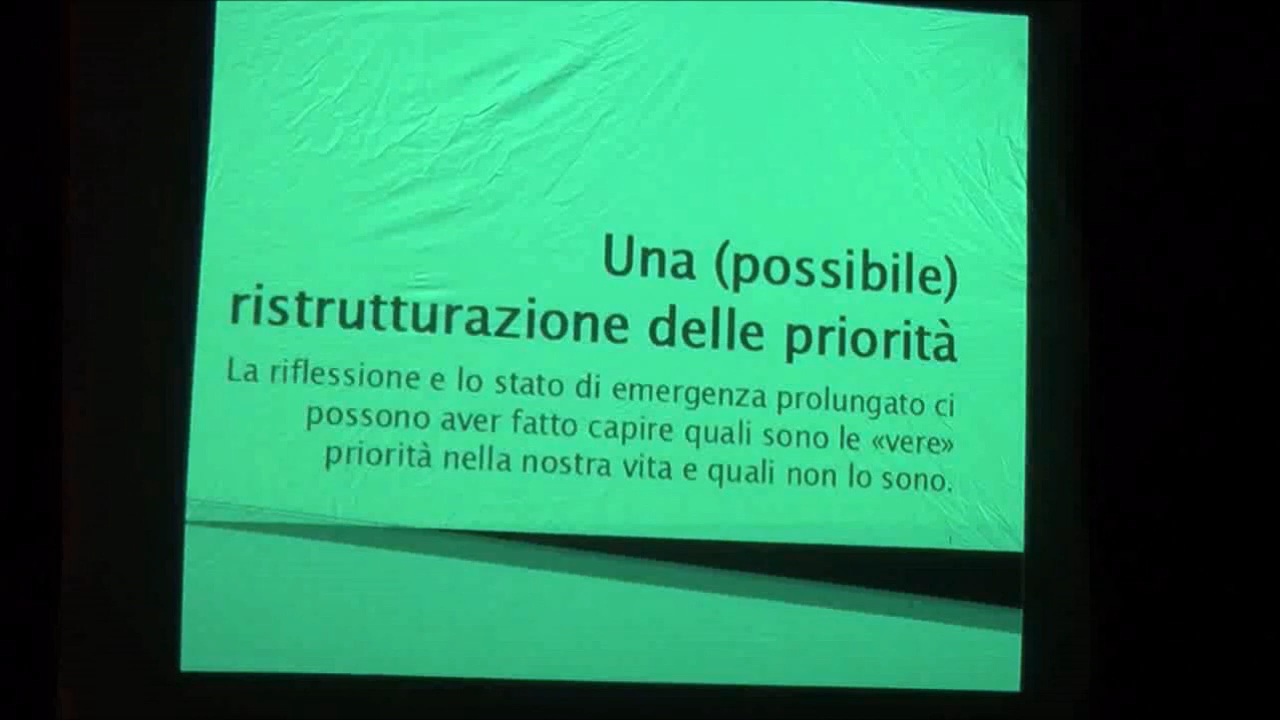 Una (possibile)
ristrutturazione delle priorità
La riflessione e lo stato di emergenza prolungato ci
possono aver fatto capire quali sono le «vere»
priorità nella nostra vita e quali non lo sono.